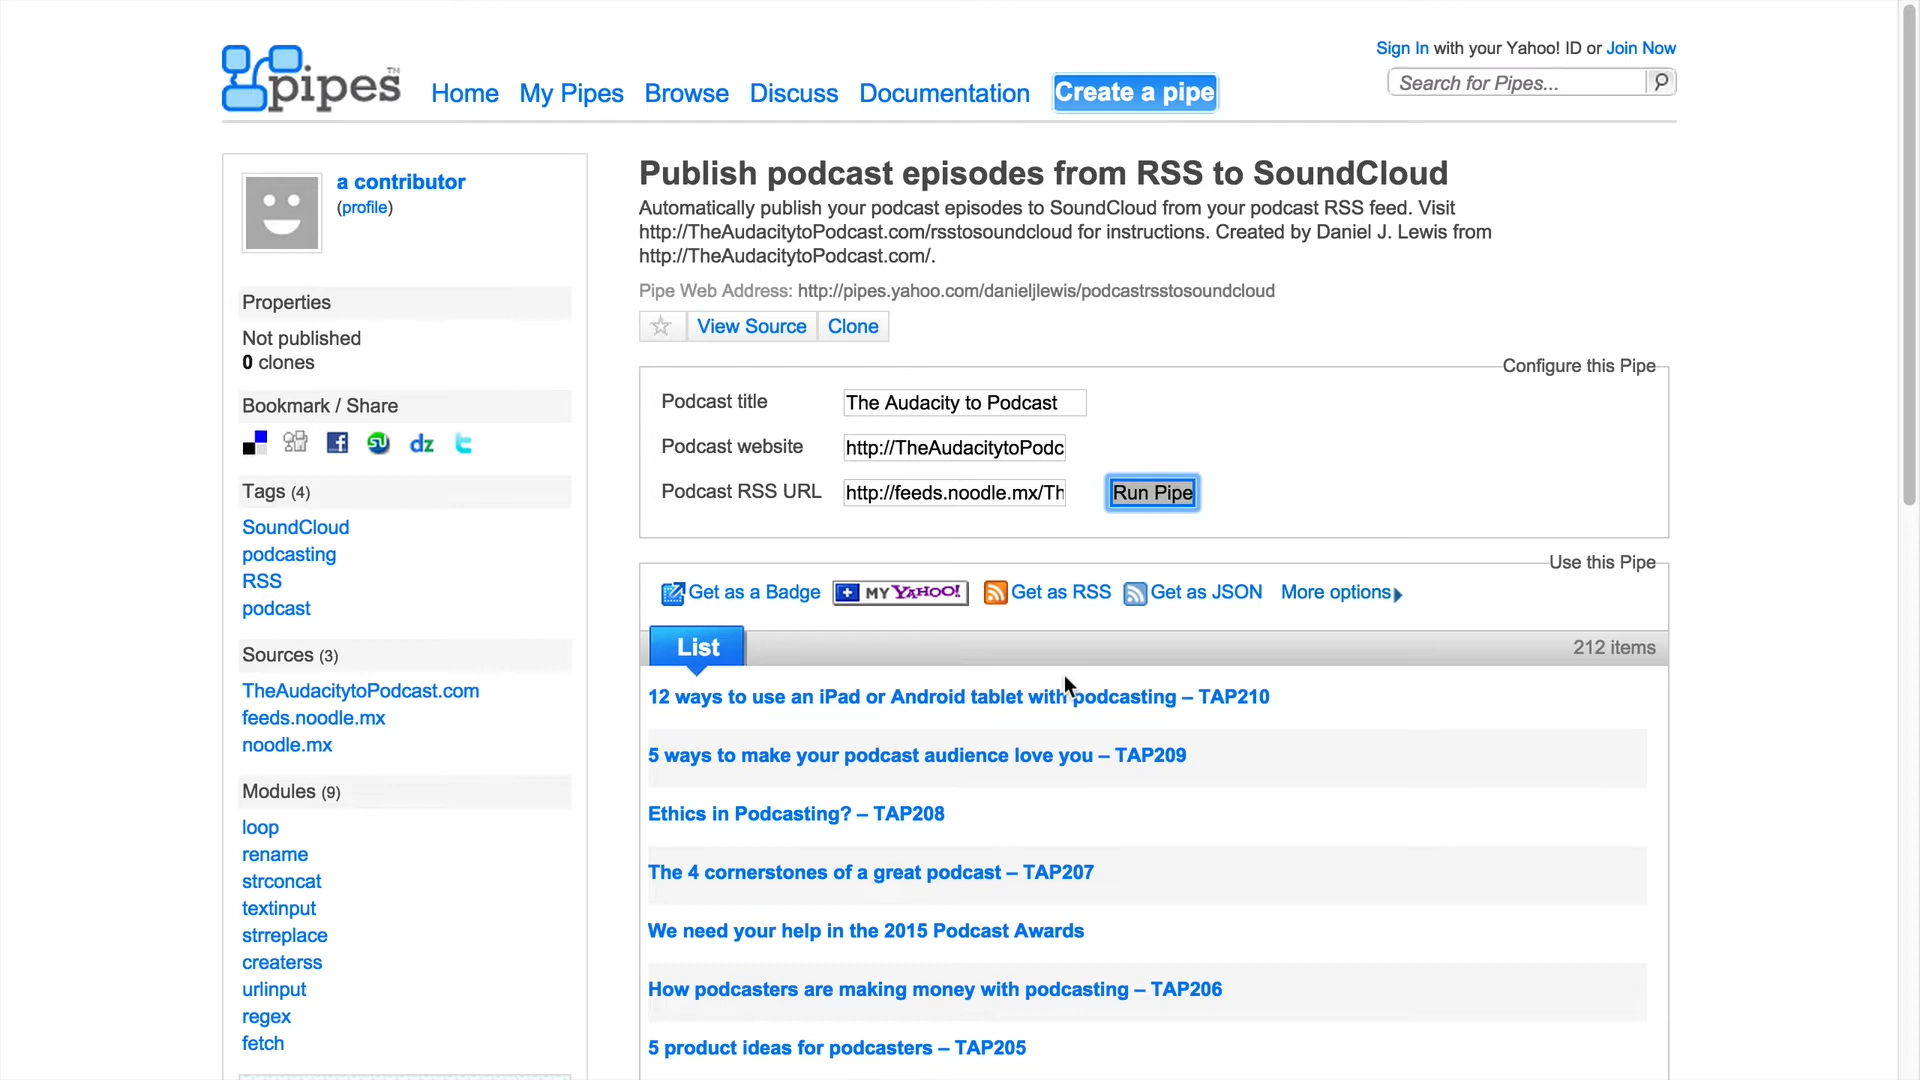 pipes™
Home My Pipes Browse Discuss Documentation Create a pipe
Sign In with your Yahoo! ID or Join Now
Search for Pipes...
a contributor
(profile)
Properties
Not published
0 clones
Bookmark / Share
dz
Tags (4)
SoundCloud
podcasting
RSS
podcast
Sources (3)
TheAudacitytoPodcast.com
feeds.noodle.mx
noodle.mx
Modules (9)
loop
rename
strconcat
textinput
strreplace
createrss
urlinput
regex
fetch
Publish podcast episodes from RSS to SoundCloud
Automatically publish your podcast episodes to SoundCloud from your podcast RSS feed. Visit
http://TheAudacitytoPodcast.com/rsstosoundcloud for instructions. Created by Daniel J. Lewis from
http://TheAudacitytoPodcast.com/.
Pipe Web Address: http://pipes.yahoo.com/danieljlewis/podcastrsstosoundcloud
View Source Clone
Configure this Pipe
Podcast title The Audacity to Podcast
Podcast website http://TheAudacitytoPodc
Podcast RSS URL http://feeds.noodle.mx/Th Run Pipe
Use this Pipe
Get as a Badge MY YAHOO! Get as RSS Get as JSON More options
List 212 items
12 ways to use an iPad or Android tablet with podcasting – TAP210
5 ways to make your podcast audience love you – TAP209
Ethics in Podcasting? – TAP208
The 4 cornerstones of a great podcast – TAP207
We need your help in the 2015 Podcast Awards
How podcasters are making money with podcasting – TAP206
5 product ideas for podcasters – TAP205